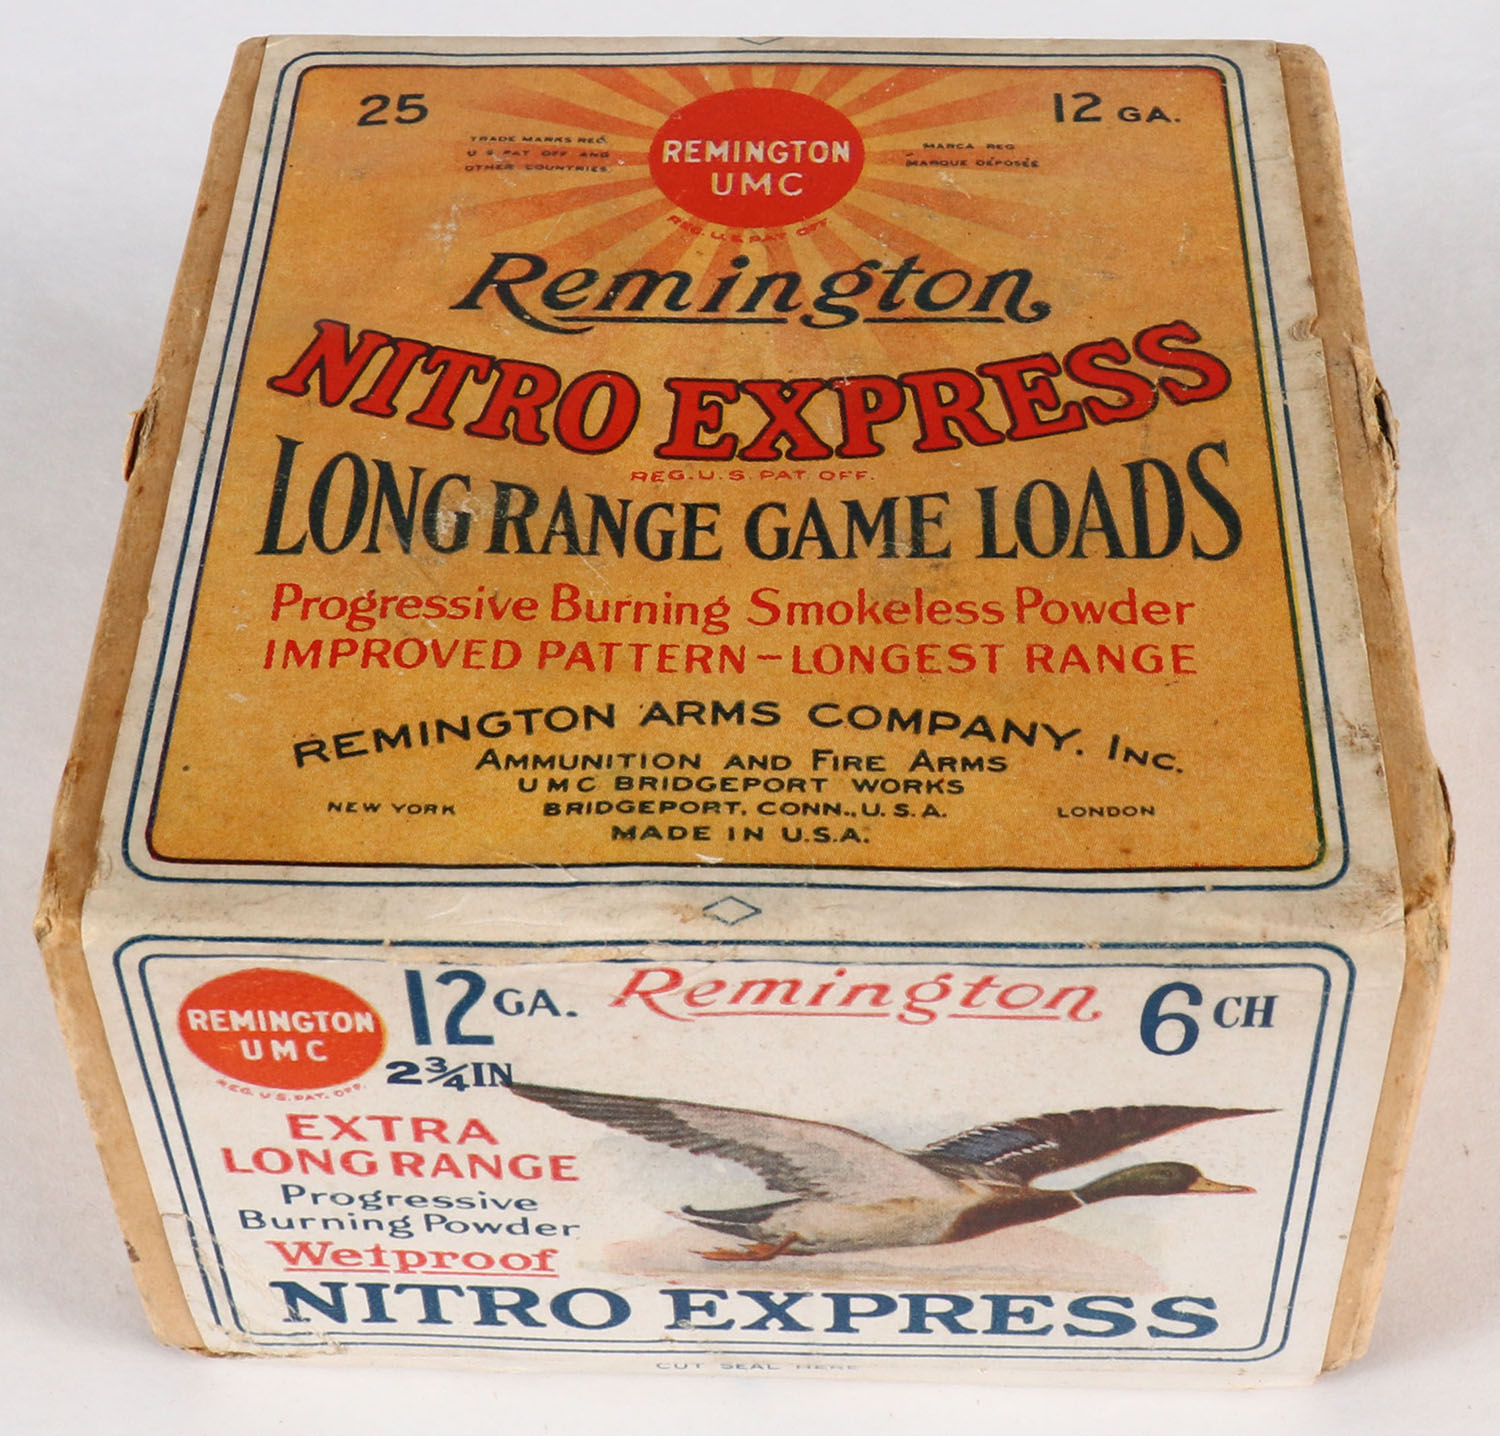 25
12 GA.
TRADE MARKS REG.
U S PAT OFF AND
OTHER COUNTRIES.
REMINGTON
UMC
REG. U.S. PAT. OFF.
MARCA REG
MARQUE DÉPOSÉE
Remington
NITRO EXPRESS
REG. U.S. PAT. OFF.
LONG RANGE GAME LOADS
Progressive Burning Smokeless Powder
IMPROVED PATTERN-LONGEST RANGE
REMINGTON ARMS COMPANY. INC.
AMMUNITION AND FIRE ARMS
UMC BRIDGEPORT WORKS
NEW YORK BRIDGEPORT, CONN., U.S.A. LONDON
MADE IN U.S.A.
REMINGTON
UMC
REG. U.S. PAT. OFF.
12 GA.
2 3/4 IN
Remington
6 CH
EXTRA
LONG RANGE
Progressive
Burning Powder
Wetproof
NITRO EXPRESS
CUT SEAL HERE